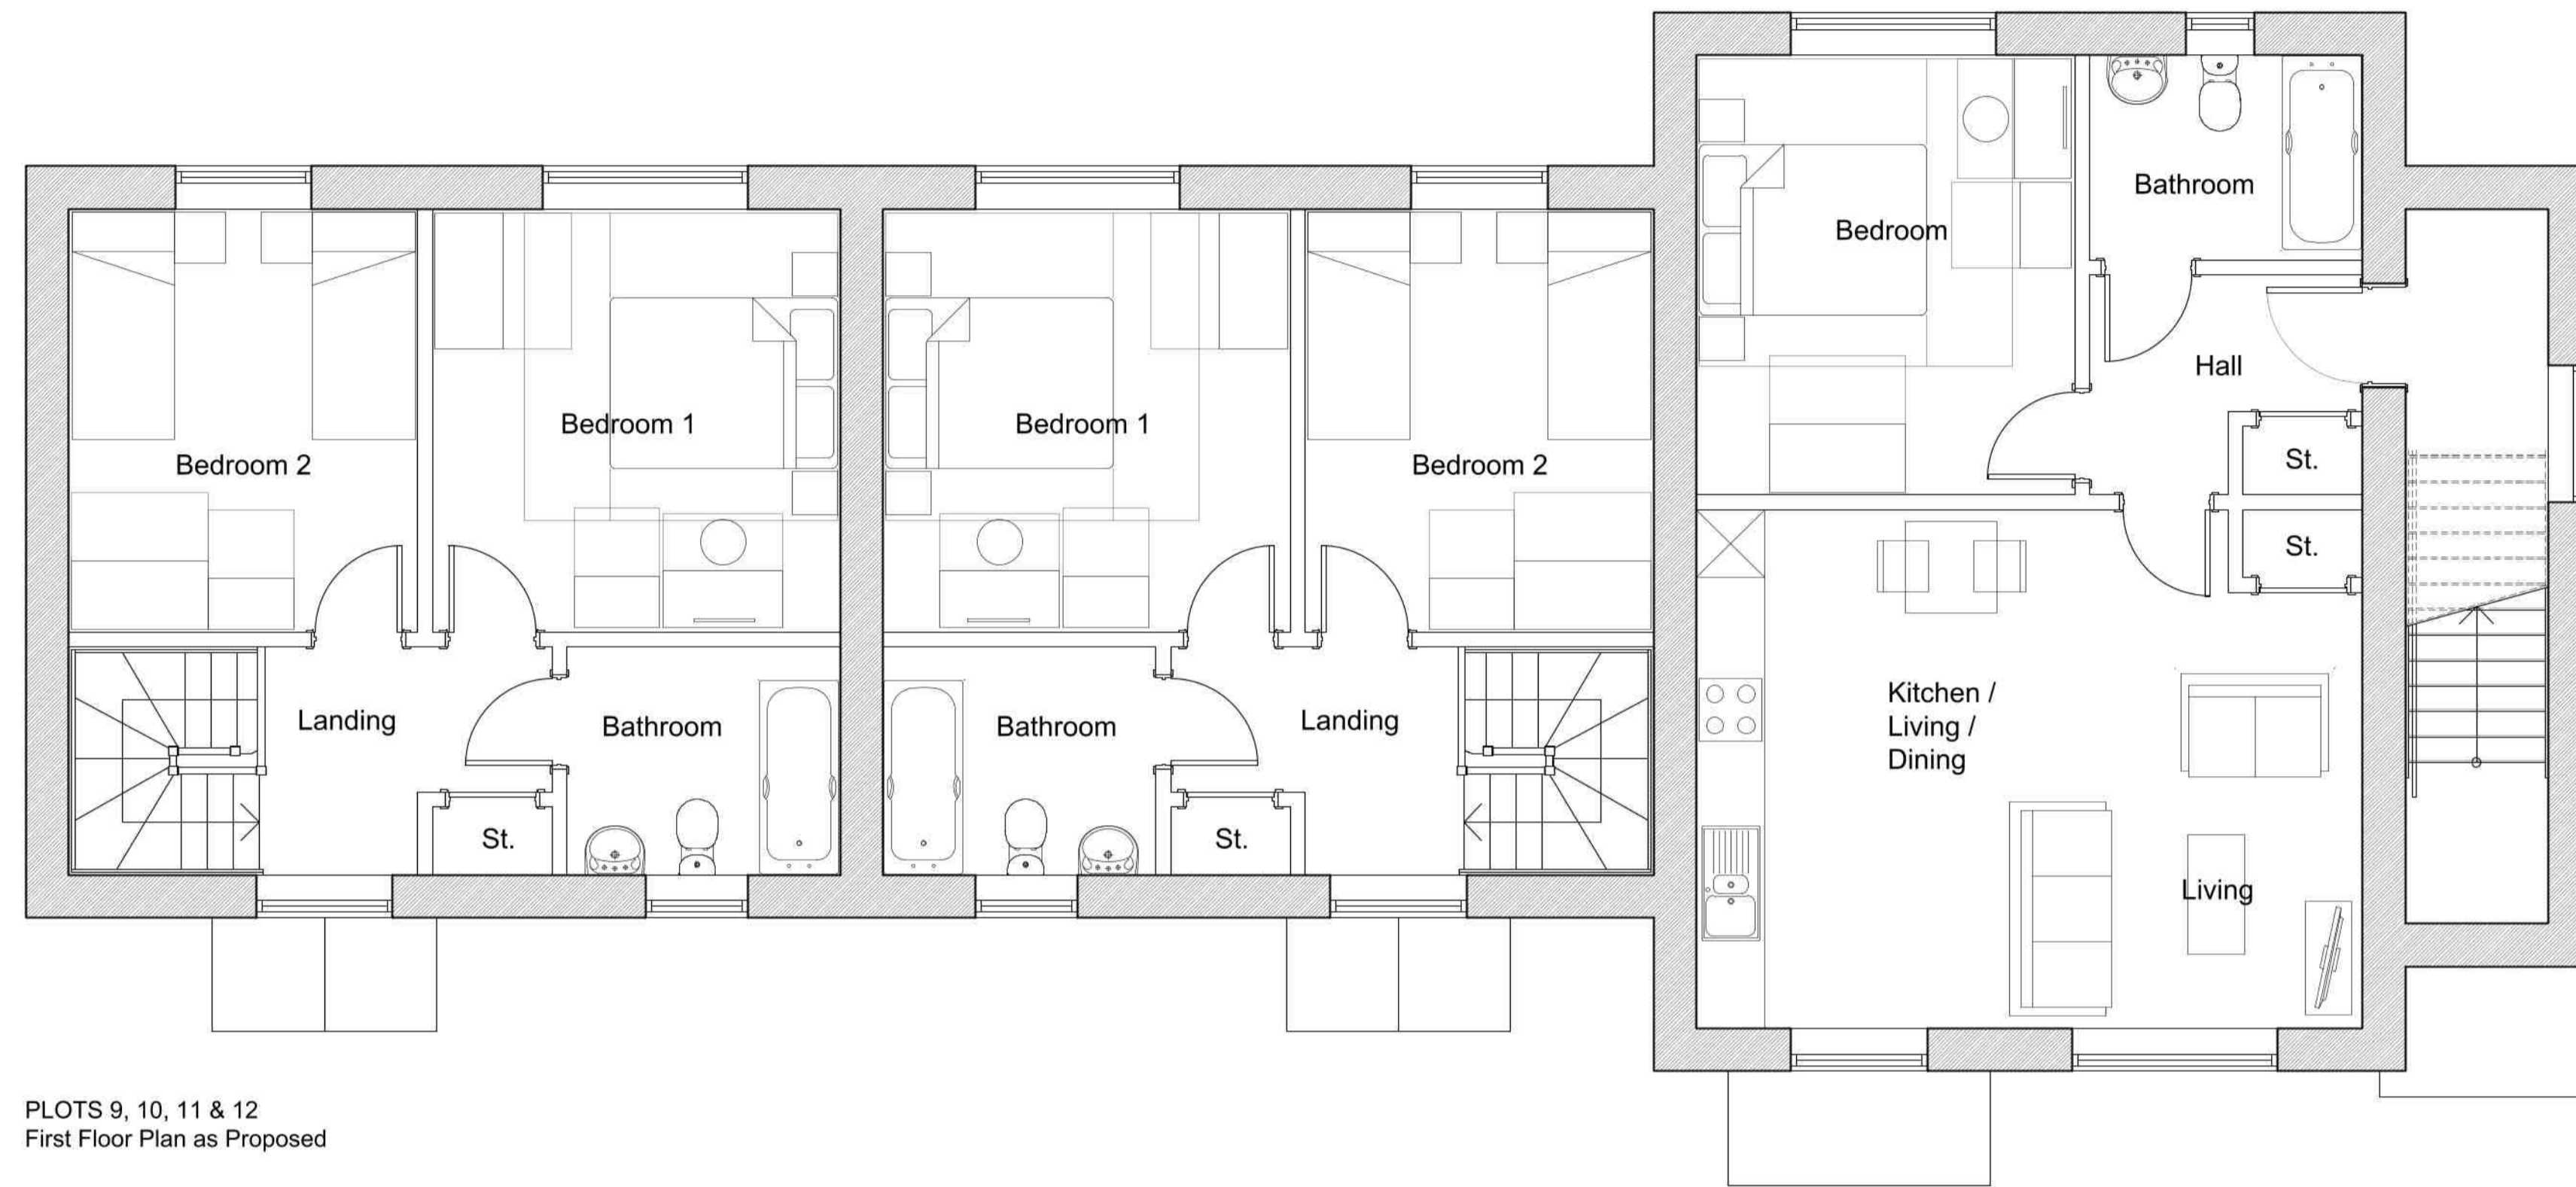 Bedroom
Bathroom
Hall
Bedroom 2
Bedroom 1
Bedroom 1
Bedroom 2
St.
St.
Landing
Bathroom
Bathroom
Landing
Kitchen /
Living /
Dining
St.
St.
Living
PLOTS 9, 10, 11 & 12
First Floor Plan as Proposed